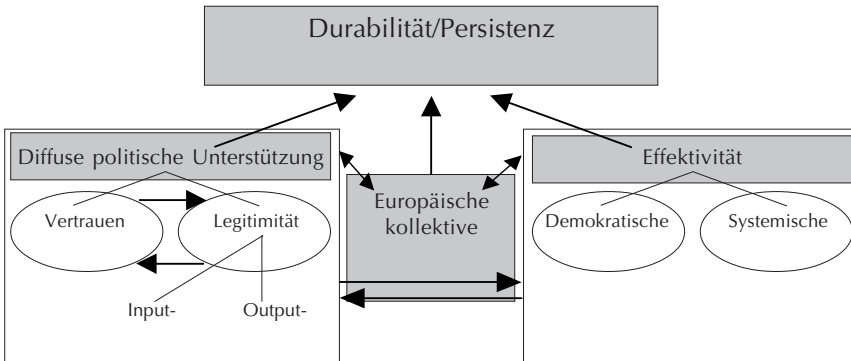 Durabilität/Persistenz
Diffuse politische Unterstützung
Effektivität
Vertrauen
Legitimität
Europäische
kollektive
Demokratische
Systemische
Input-
Output-